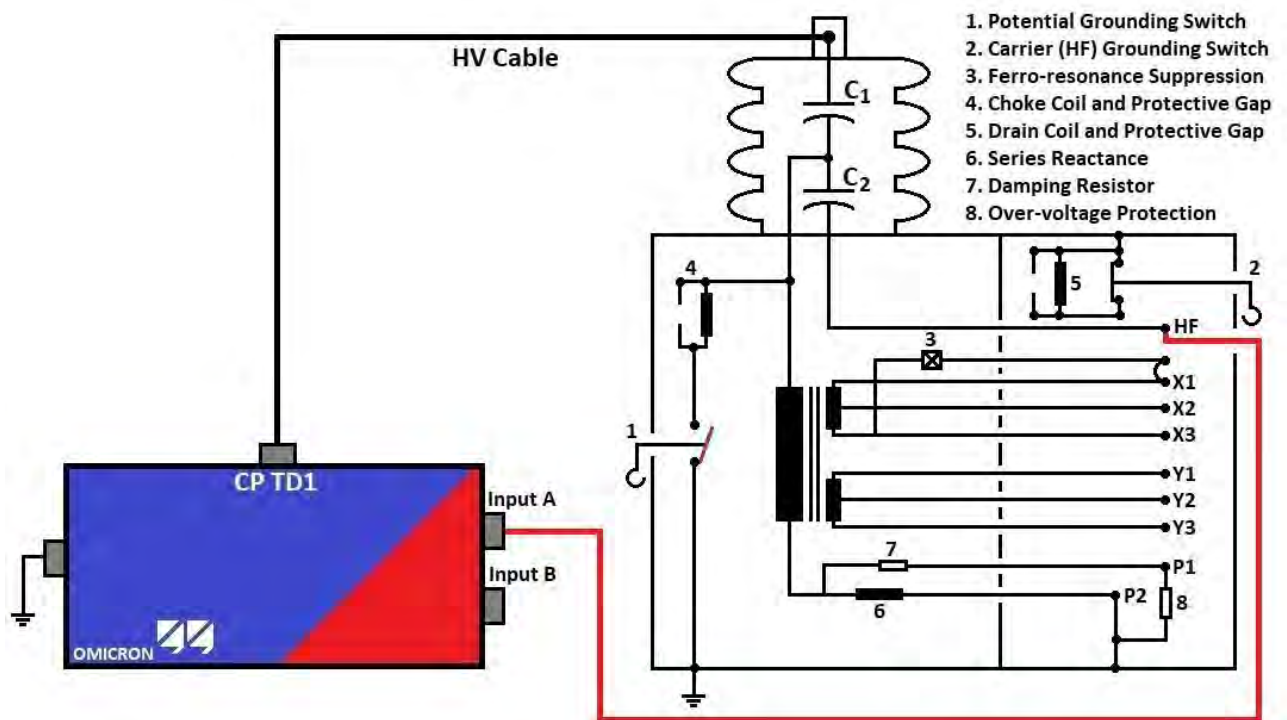 1. Potential Grounding Switch
2. Carrier (HF) Grounding Switch
3. Ferro-resonance Suppression
4. Choke Coil and Protective Gap
5. Drain Coil and Protective Gap
6. Series Reactance
7. Damping Resistor
8. Over-voltage Protection
HV Cable
C1
C2
4
5
2
HF
3
X1
X2
X3
1
CP TD1
Input A
Y1
Y2
Y3
7
P1
Input B
6
P2
8
OMICRON